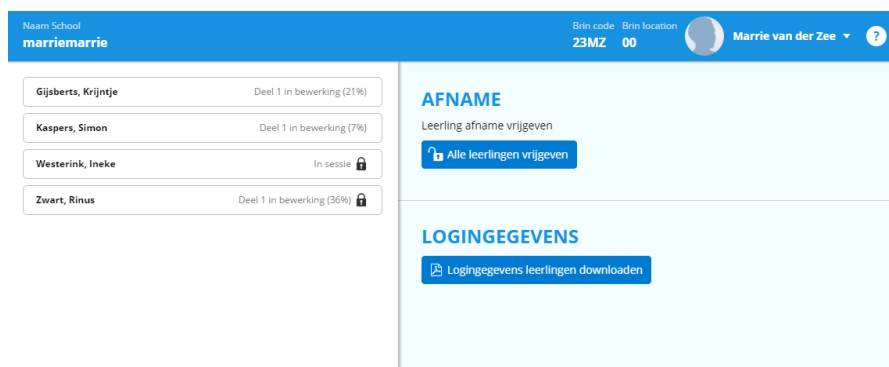 Naam School
marriemarrie
Brin code Brin location
23MZ 00
Marrie van der Zee
?
Gijsberts, Krijntje Deel 1 in bewerking (21%)
Kaspers, Simon Deel 1 in bewerking (7%)
Westerink, Ineke In sessie
Zwart, Rinus Deel 1 in bewerking (36%)
AFNAME
Leerling afname vrijgeven
Alle leerlingen vrijgeven
LOGINGEGEVENS
Logingegevens leerlingen downloaden